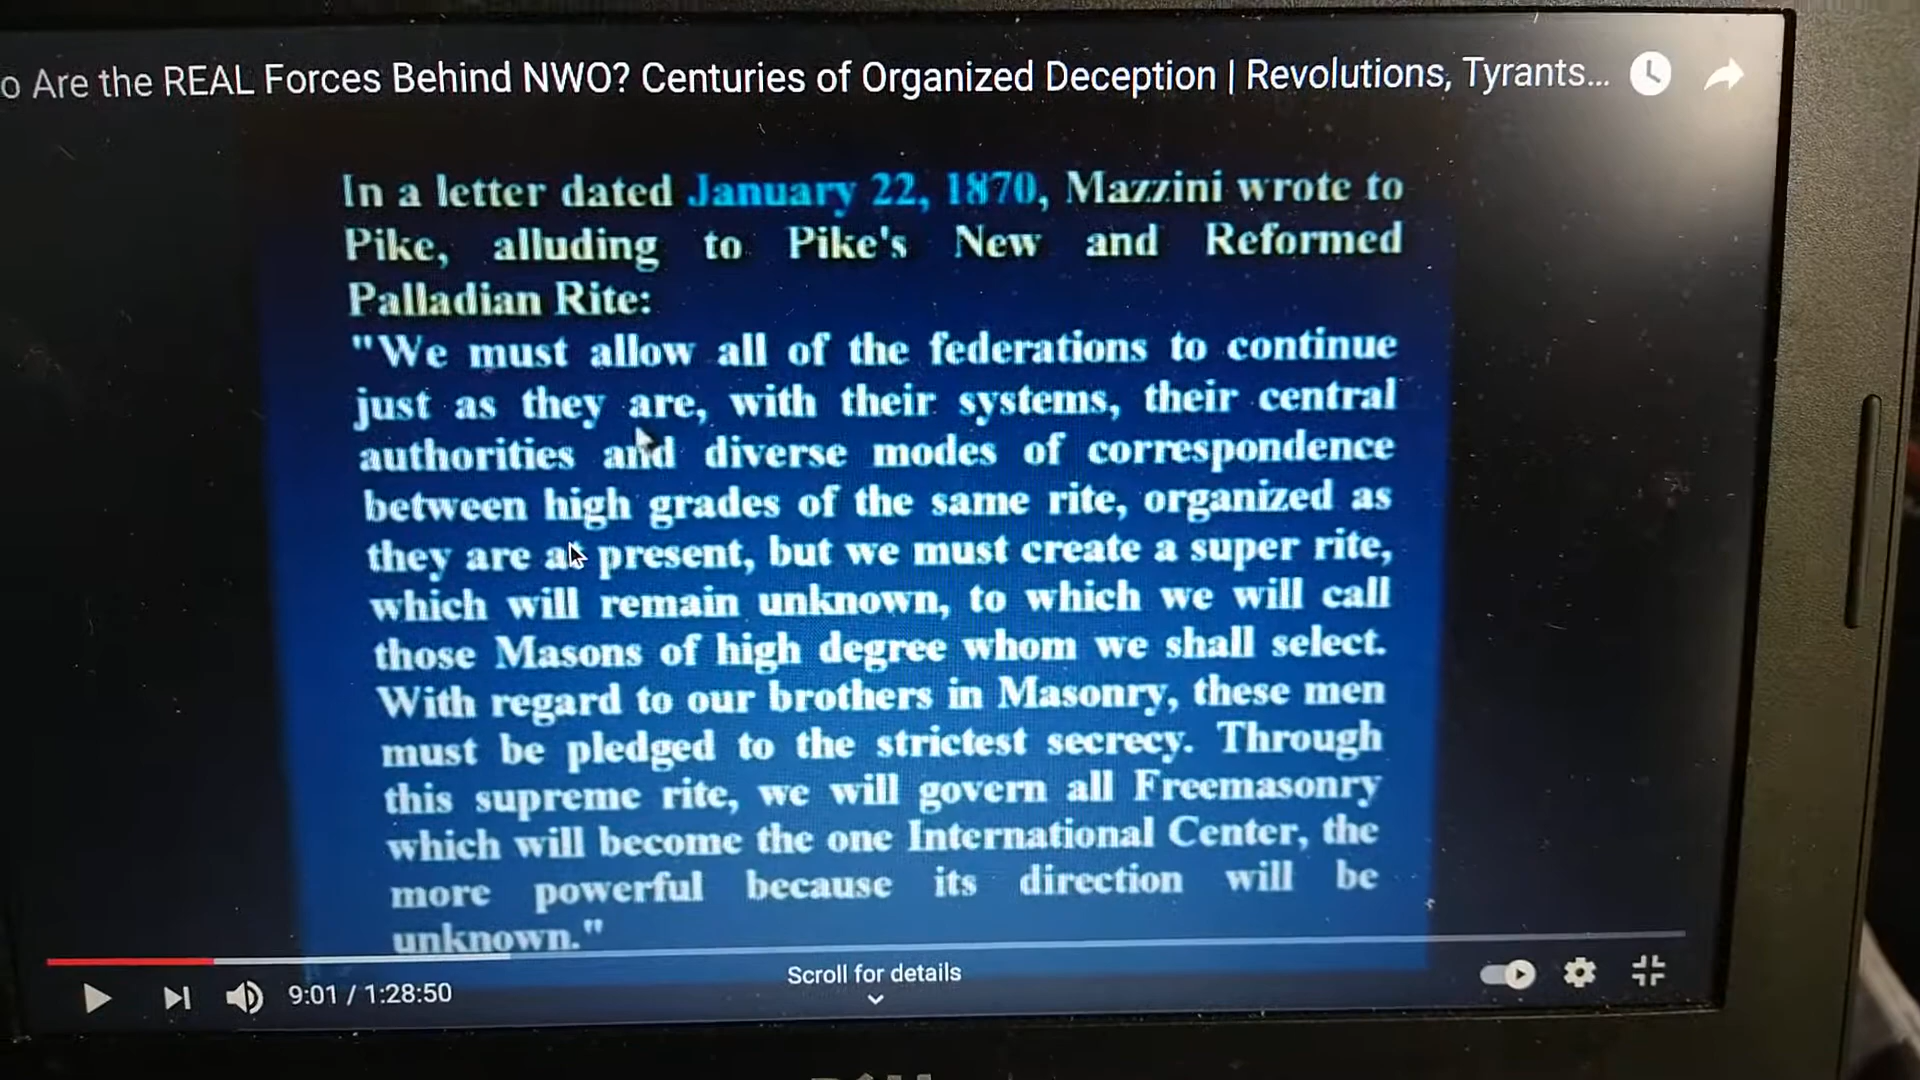 o Are the REAL Forces Behind NWO? Centuries of Organized Deception | Revolutions, Tyrants...
In a letter dated January 22, 1870, Mazzini wrote to
Pike, alluding to Pike's New and Reformed
Palladian Rite:
"We must allow all of the federations to continue
just as they are, with their systems, their central
authorities and diverse modes of correspondence
between high grades of the same rite, organized as
they are at present, but we must create a super rite,
which will remain unknown, to which we will call
those Masons of high degree whom we shall select.
With regard to our brothers in Masonry, these men
must be pledged to the strictest secrecy. Through
this supreme rite, we will govern all Freemasonry
which will become the one International Center, the
more powerful because its direction will be
unknown."
Scroll for details
9:01 / 1:28:50